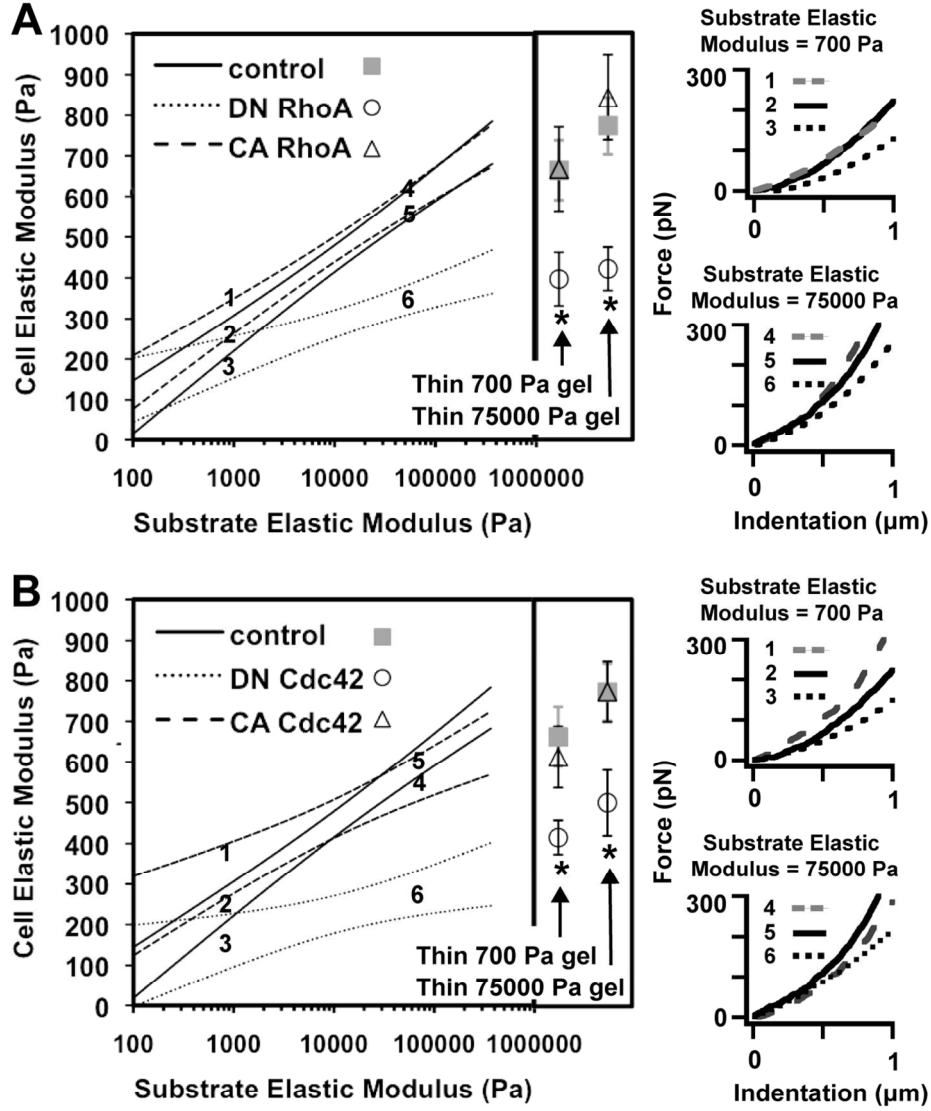 A
Cell Elastic Modulus (Pa)
1000
900
800
700
600
500
400
300
200
100
0
control
DN RhoA
CA RhoA
1
2
3
4
5
6
*
*
Thin 700 Pa gel
Thin 75000 Pa gel
100
1000
10000
100000
1000000
Substrate Elastic Modulus (Pa)
Substrate Elastic
Modulus = 700 Pa
300
1
2
3
0
0
1
Force (pN)
Substrate Elastic
Modulus = 75000 Pa
300
4
5
6
0
0
1
Indentation (µm)
B
Cell Elastic Modulus (Pa)
1000
900
800
700
600
500
400
300
200
100
0
control
DN Cdc42
CA Cdc42
1
2
3
5
4
6
*
*
Thin 700 Pa gel
Thin 75000 Pa gel
100
1000
10000
100000
1000000
Substrate Elastic Modulus (Pa)
Substrate Elastic
Modulus = 700 Pa
300
1
2
3
0
0
1
Force (pN)
Substrate Elastic
Modulus = 75000 Pa
300
4
5
6
0
0
1
Indentation (µm)